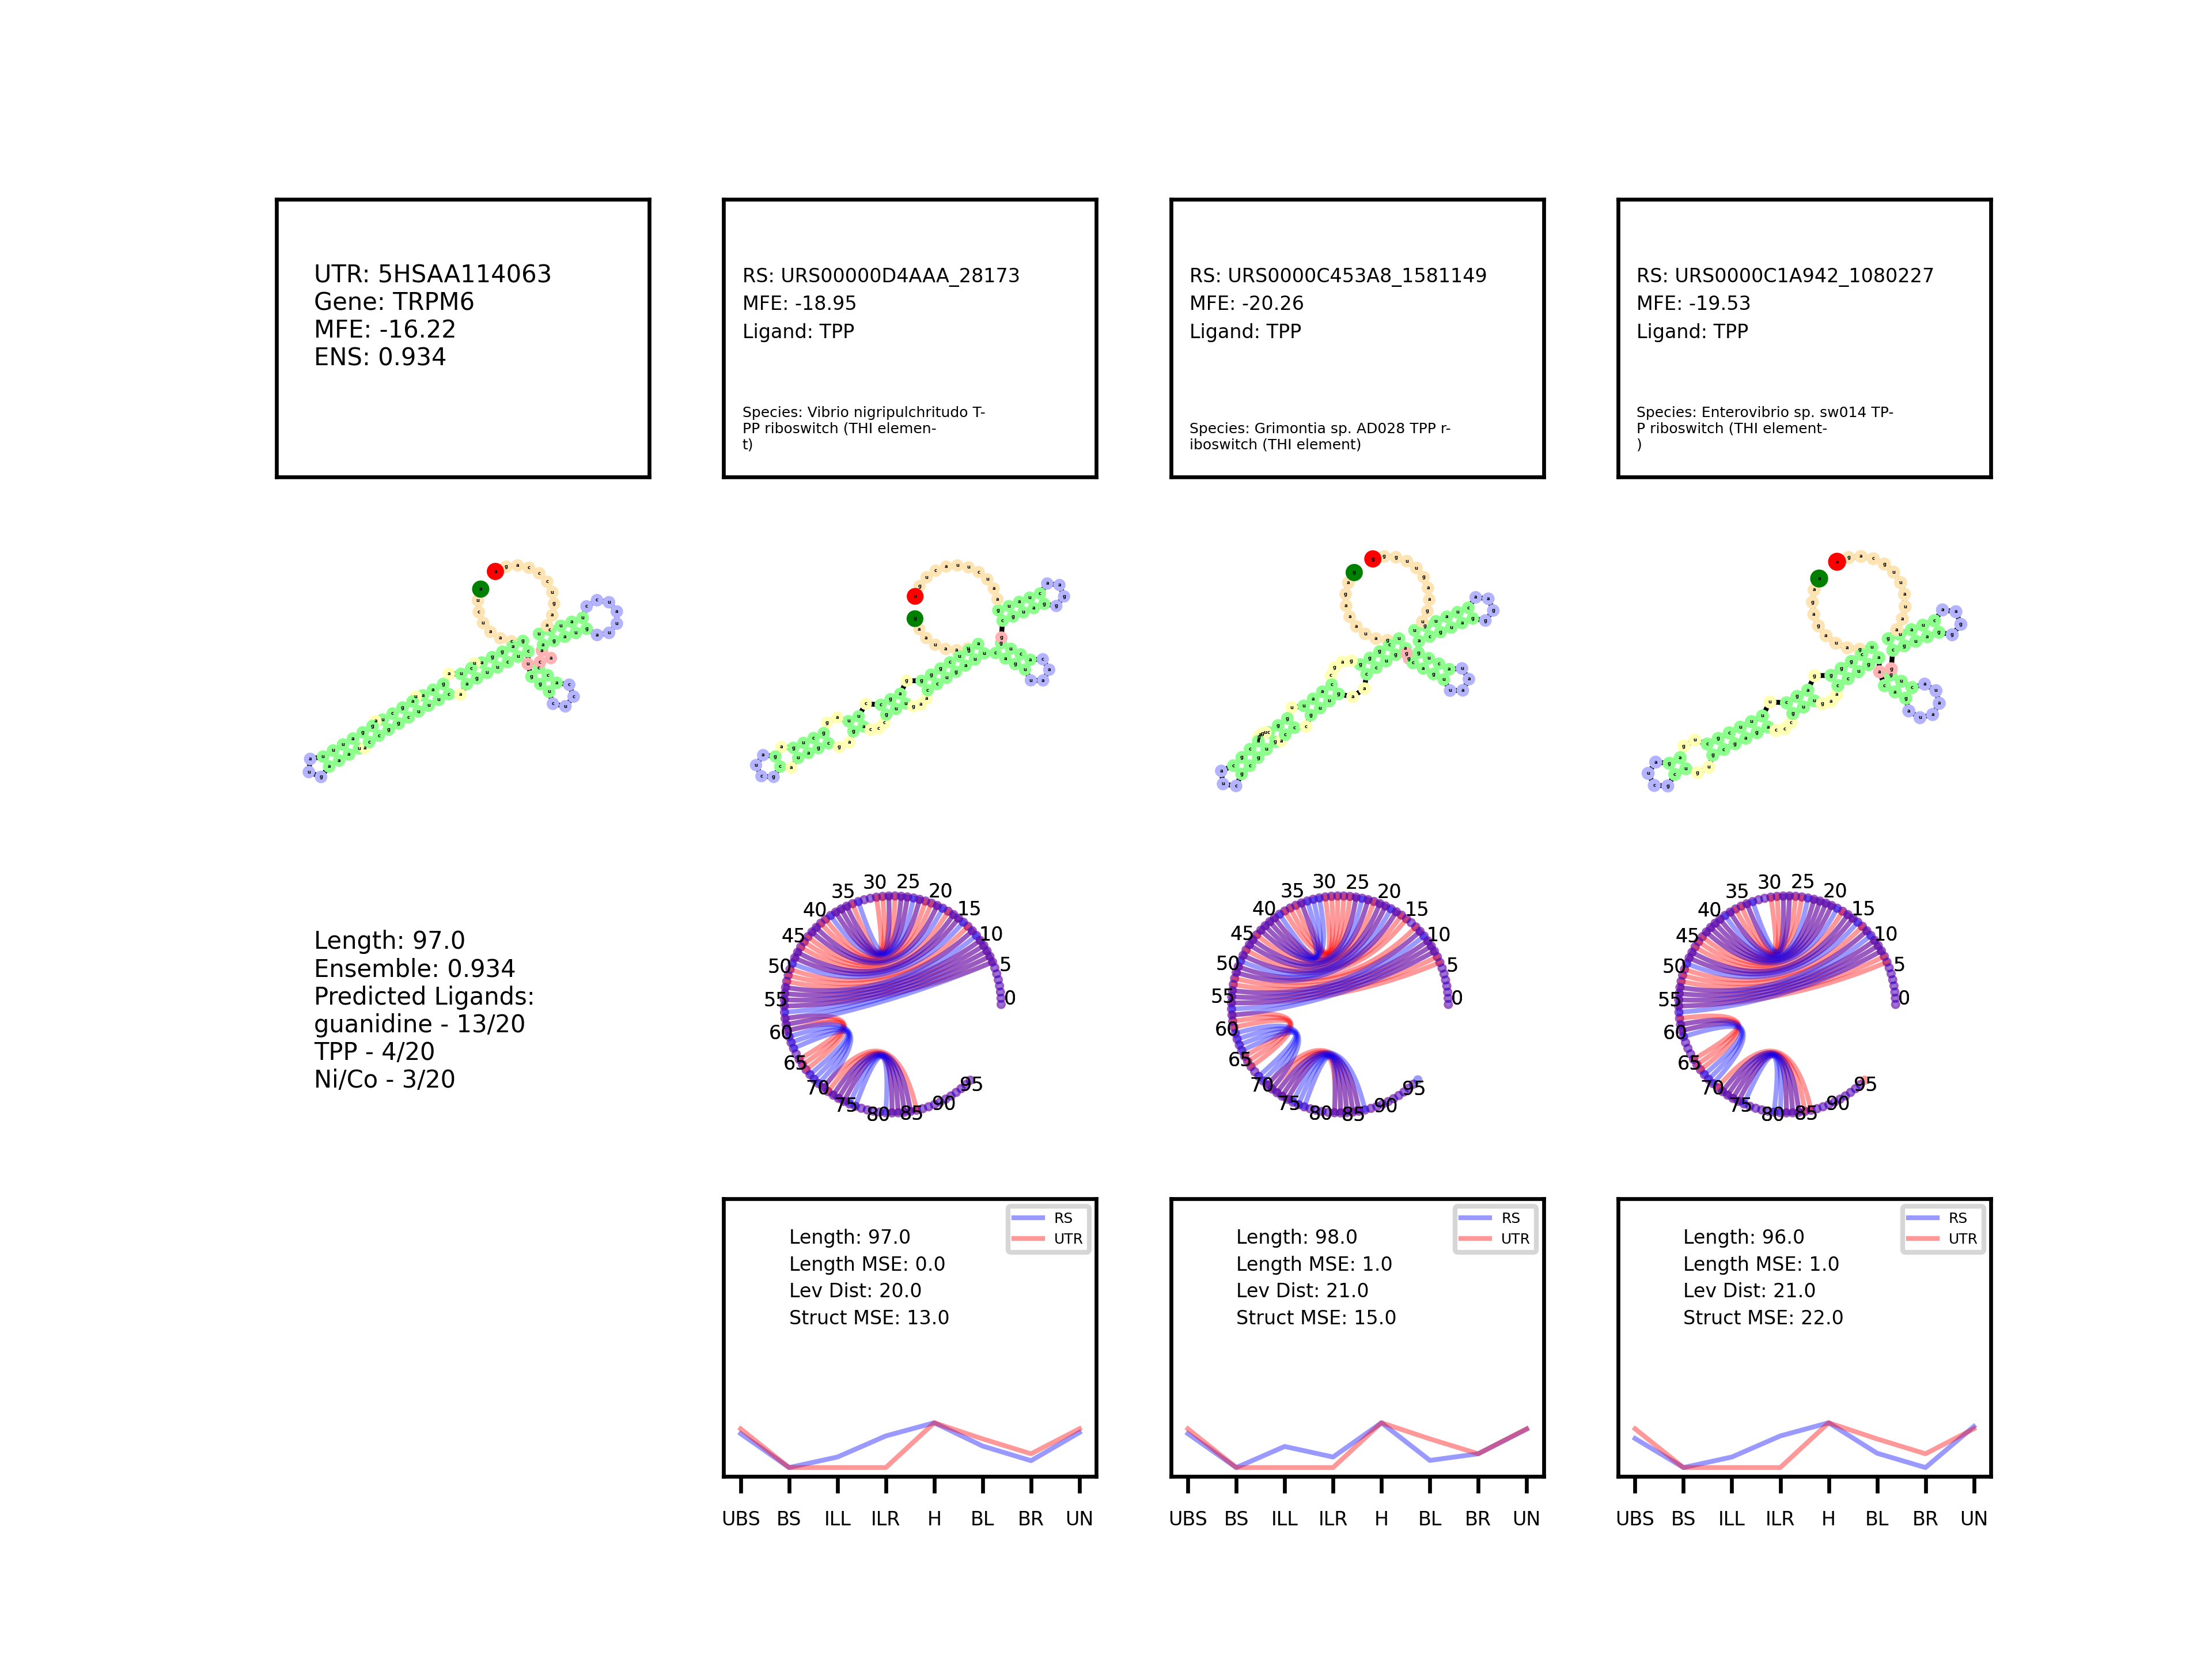 UTR: 5HSAA114063
Gene: TRPM6
MFE: -16.22
ENS: 0.934
RS: URS00000D4AAA_28173
MFE: -18.95
Ligand: TPP
Species: Vibrio nigripulchritudo T-
PP riboswitch (THI elemen-
t)
RS: URS0000C453A8_1581149
MFE: -20.26
Ligand: TPP
Species: Grimontia sp. AD028 TPP r-
iboswitch (THI element)
RS: URS0000C1A942_1080227
MFE: -19.53
Ligand: TPP
Species: Enterovibrio sp. sw014 TP-
P riboswitch (THI element-
)
Length: 97.0
Ensemble: 0.934
Predicted Ligands:
guanidine - 13/20
TPP - 4/20
Ni/Co - 3/20
0 5 10 15 20 25 30 35 40 45 50 55 60 65 70 75 80 85 90 95
0 5 10 15 20 25 30 35 40 45 50 55 60 65 70 75 80 85 90 95
0 5 10 15 20 25 30 35 40 45 50 55 60 65 70 75 80 85 90 95
RS
UTR
Length: 97.0
Length MSE: 0.0
Lev Dist: 20.0
Struct MSE: 13.0
UBS BS ILL ILR H BL BR UN
RS
UTR
Length: 98.0
Length MSE: 1.0
Lev Dist: 21.0
Struct MSE: 15.0
UBS BS ILL ILR H BL BR UN
RS
UTR
Length: 96.0
Length MSE: 1.0
Lev Dist: 21.0
Struct MSE: 22.0
UBS BS ILL ILR H BL BR UN